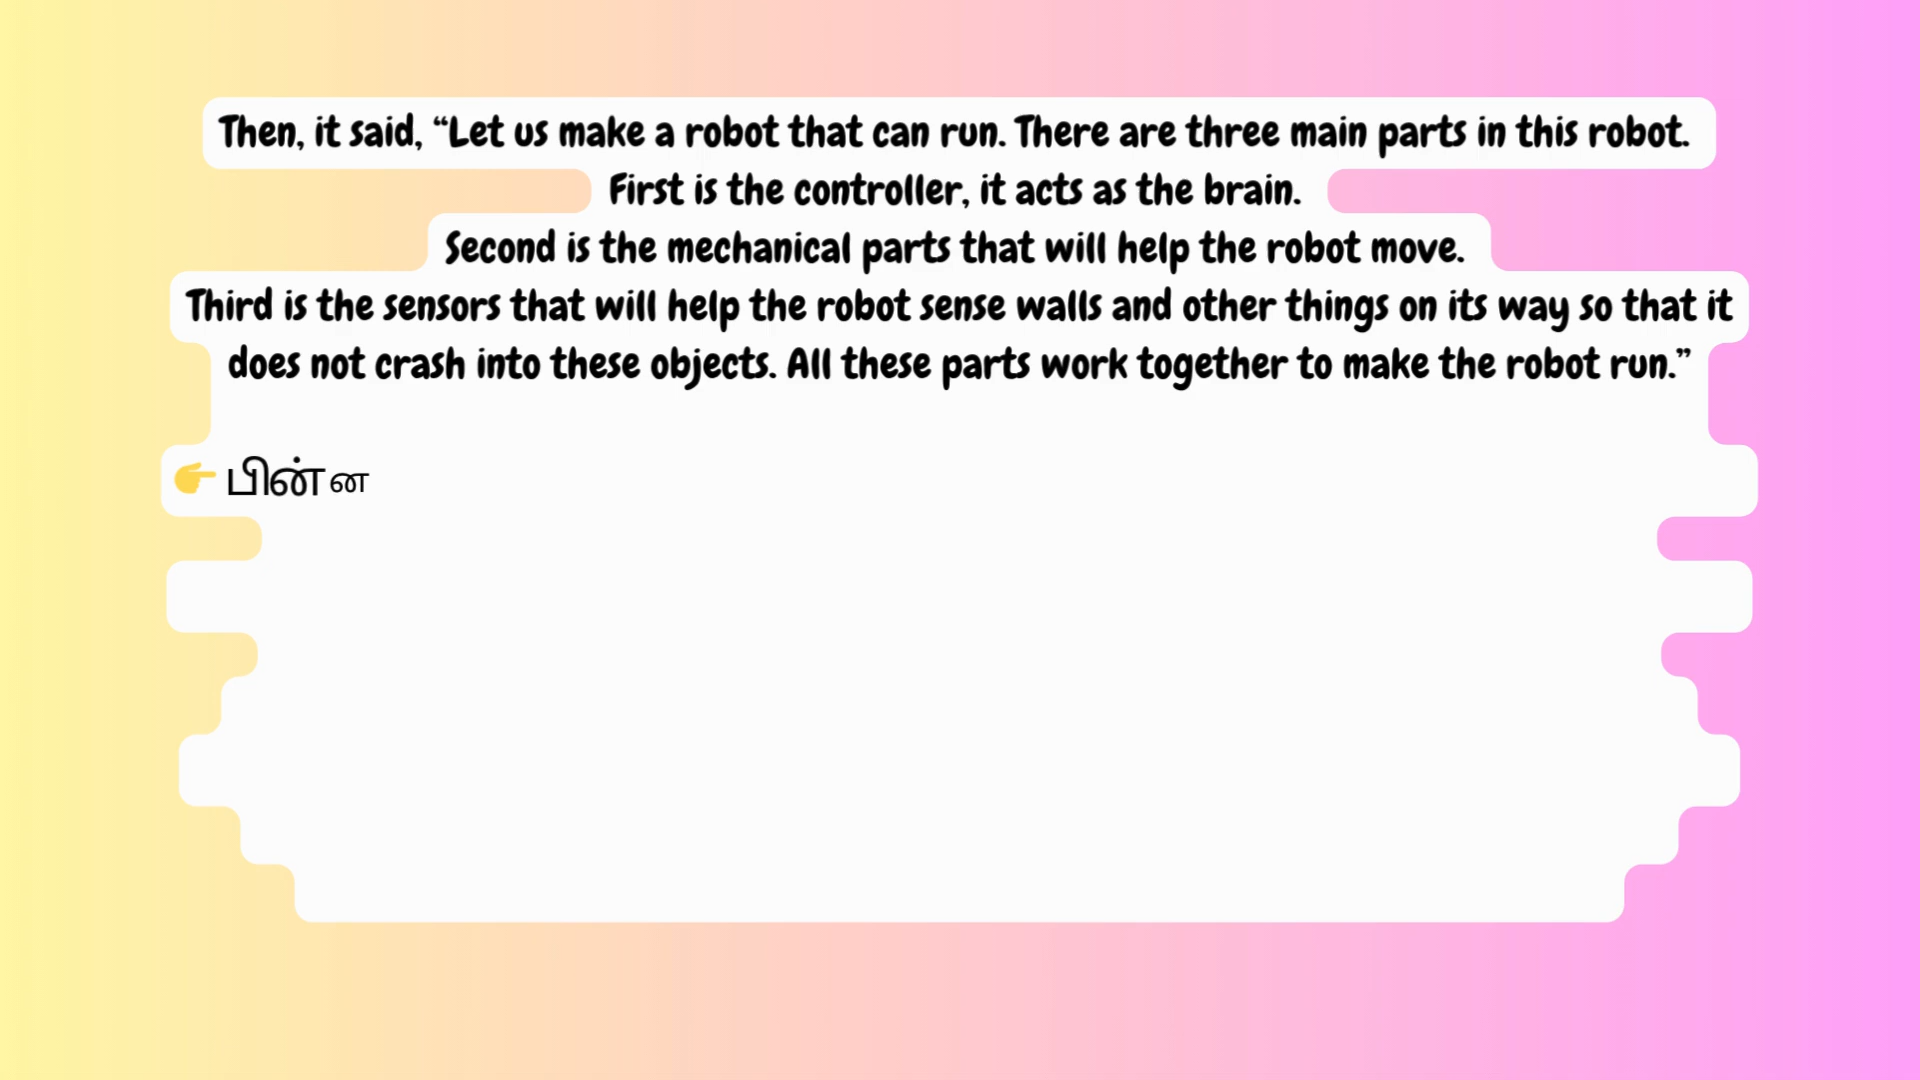 Then, it said, “Let us make a robot that can run. There are three main parts in this robot.
First is the controller, it acts as the brain.
Second is the mechanical parts that will help the robot move.
Third is the sensors that will help the robot sense walls and other things on its way so that it
does not crash into these objects. All these parts work together to make the robot run.”
👉 பின்ன